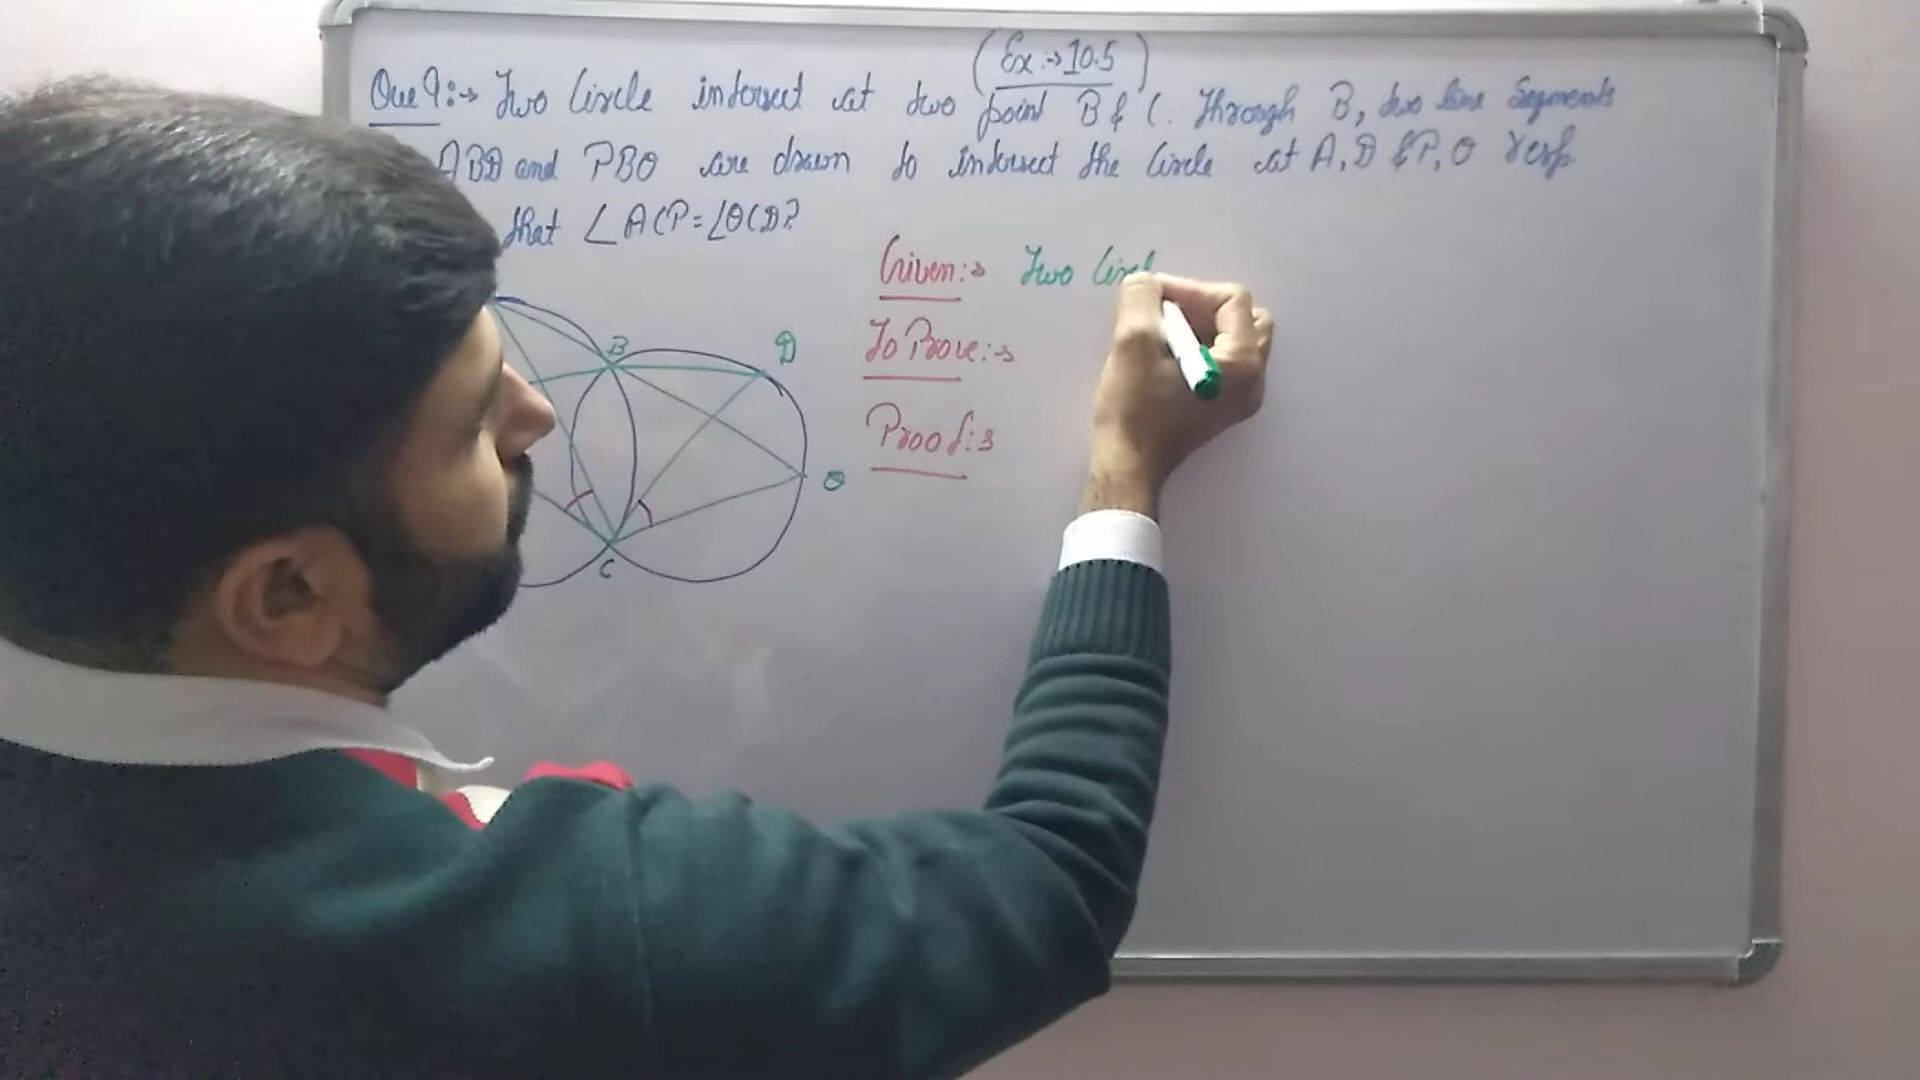 (Ex:→10.5)
Que 9:→ Two Circle intersect at two point B & C. Through B, two line Segments
ABD and PBQ are drawn to intersect the Circle at A, D & P, Q resp
that ∠ACP=∠QCD?
Given:→ Two Circl
To Prove:→
Proof:→
B
D
Q
C